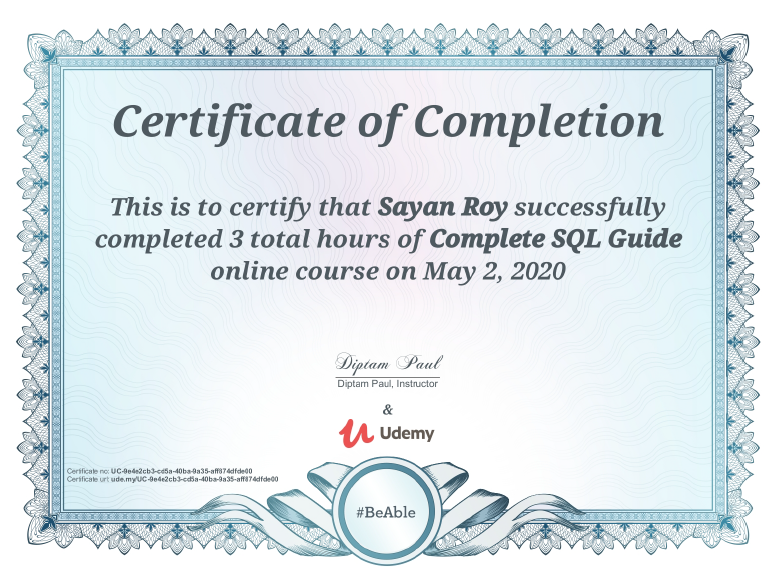 Certificate of Completion
This is to certify that Sayan Roy successfully
completed 3 total hours of Complete SQL Guide
online course on May 2, 2020
Diptam Paul
Diptam Paul, Instructor
&
Udemy
Certificate no: UC-9e4e2cb3-cd5a-40ba-9a35-aff874dfde00
Certificate url: ude.my/UC-9e4e2cb3-cd5a-40ba-9a35-aff874dfde00
#BeAble